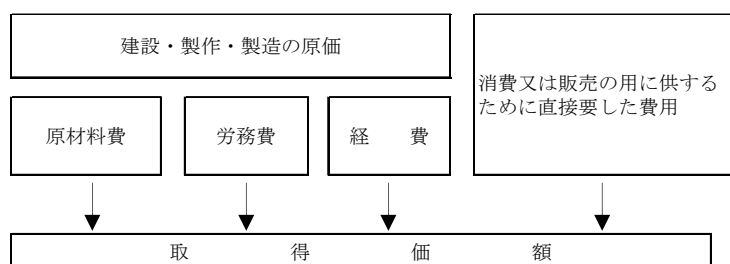 建設・製作・製造の原価
消費又は販売の用に供する
ために直接要した費用
原材料費
労務費
経　　費
取　　得　　価　　額